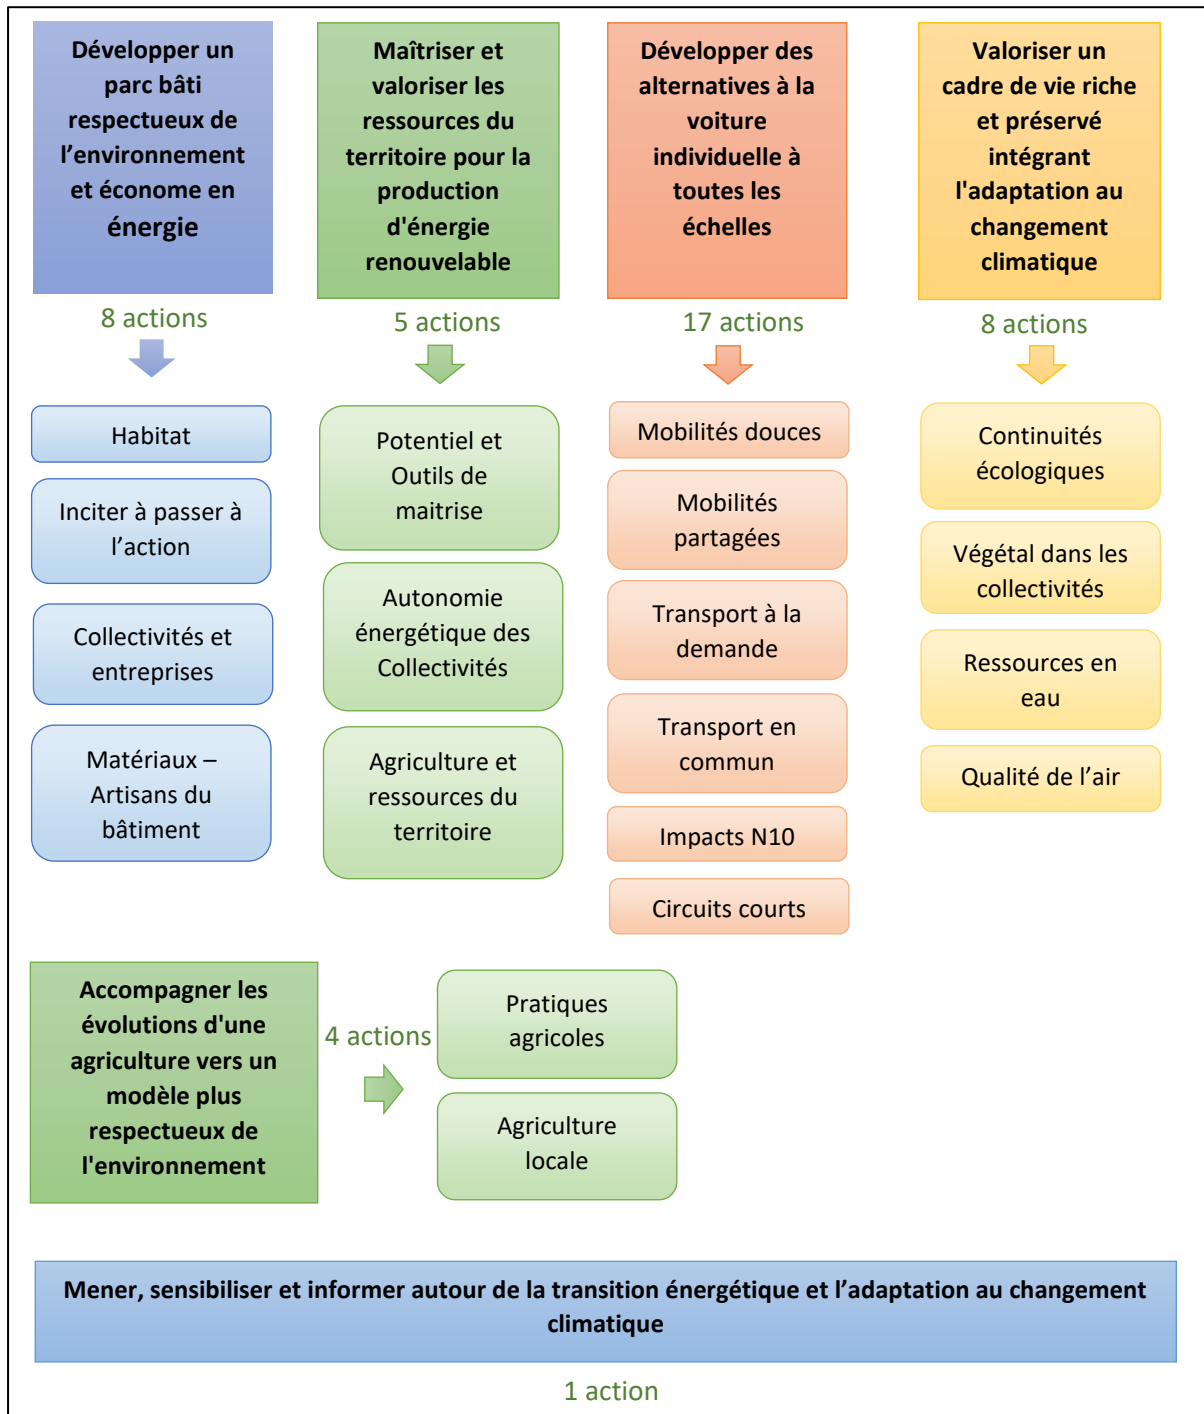 Développer un
parc bâti
respectueux de
l’environnement
et économe en
énergie
8 actions
Habitat
Inciter à passer à
l’action
Collectivités et
entreprises
Matériaux –
Artisans du
bâtiment
Maîtriser et
valoriser les
ressources du
territoire pour la
production
d'énergie
renouvelable
5 actions
Potentiel et
Outils de
maitrise
Autonomie
énergétique des
Collectivités
Agriculture et
ressources du
territoire
Développer des
alternatives à la
voiture
individuelle à
toutes les
échelles
17 actions
Mobilités douces
Mobilités
partagées
Transport à la
demande
Transport en
commun
Impacts N10
Circuits courts
Valoriser un
cadre de vie riche
et préservé
intégrant
l'adaptation au
changement
climatique
8 actions
Continuités
écologiques
Végétal dans les
collectivités
Ressources en
eau
Qualité de l’air
Accompagner les
évolutions d'une
agriculture vers un
modèle plus
respectueux de
l'environnement
4 actions
Pratiques
agricoles
Agriculture
locale
Mener, sensibiliser et informer autour de la transition énergétique et l’adaptation au changement
climatique
1 action